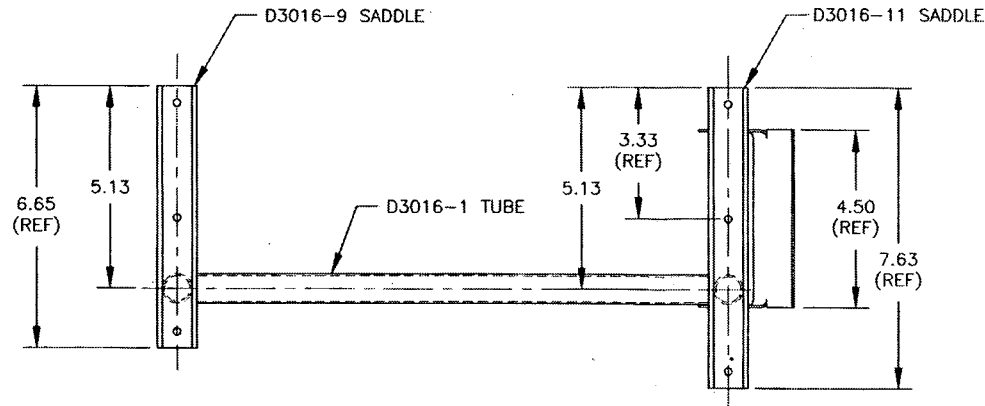 D3016-9 SADDLE
D3016-11 SADDLE
6.65
(REF)
5.13
D3016-1 TUBE
5.13
3.33
(REF)
4.50
(REF)
7.63
(REF)